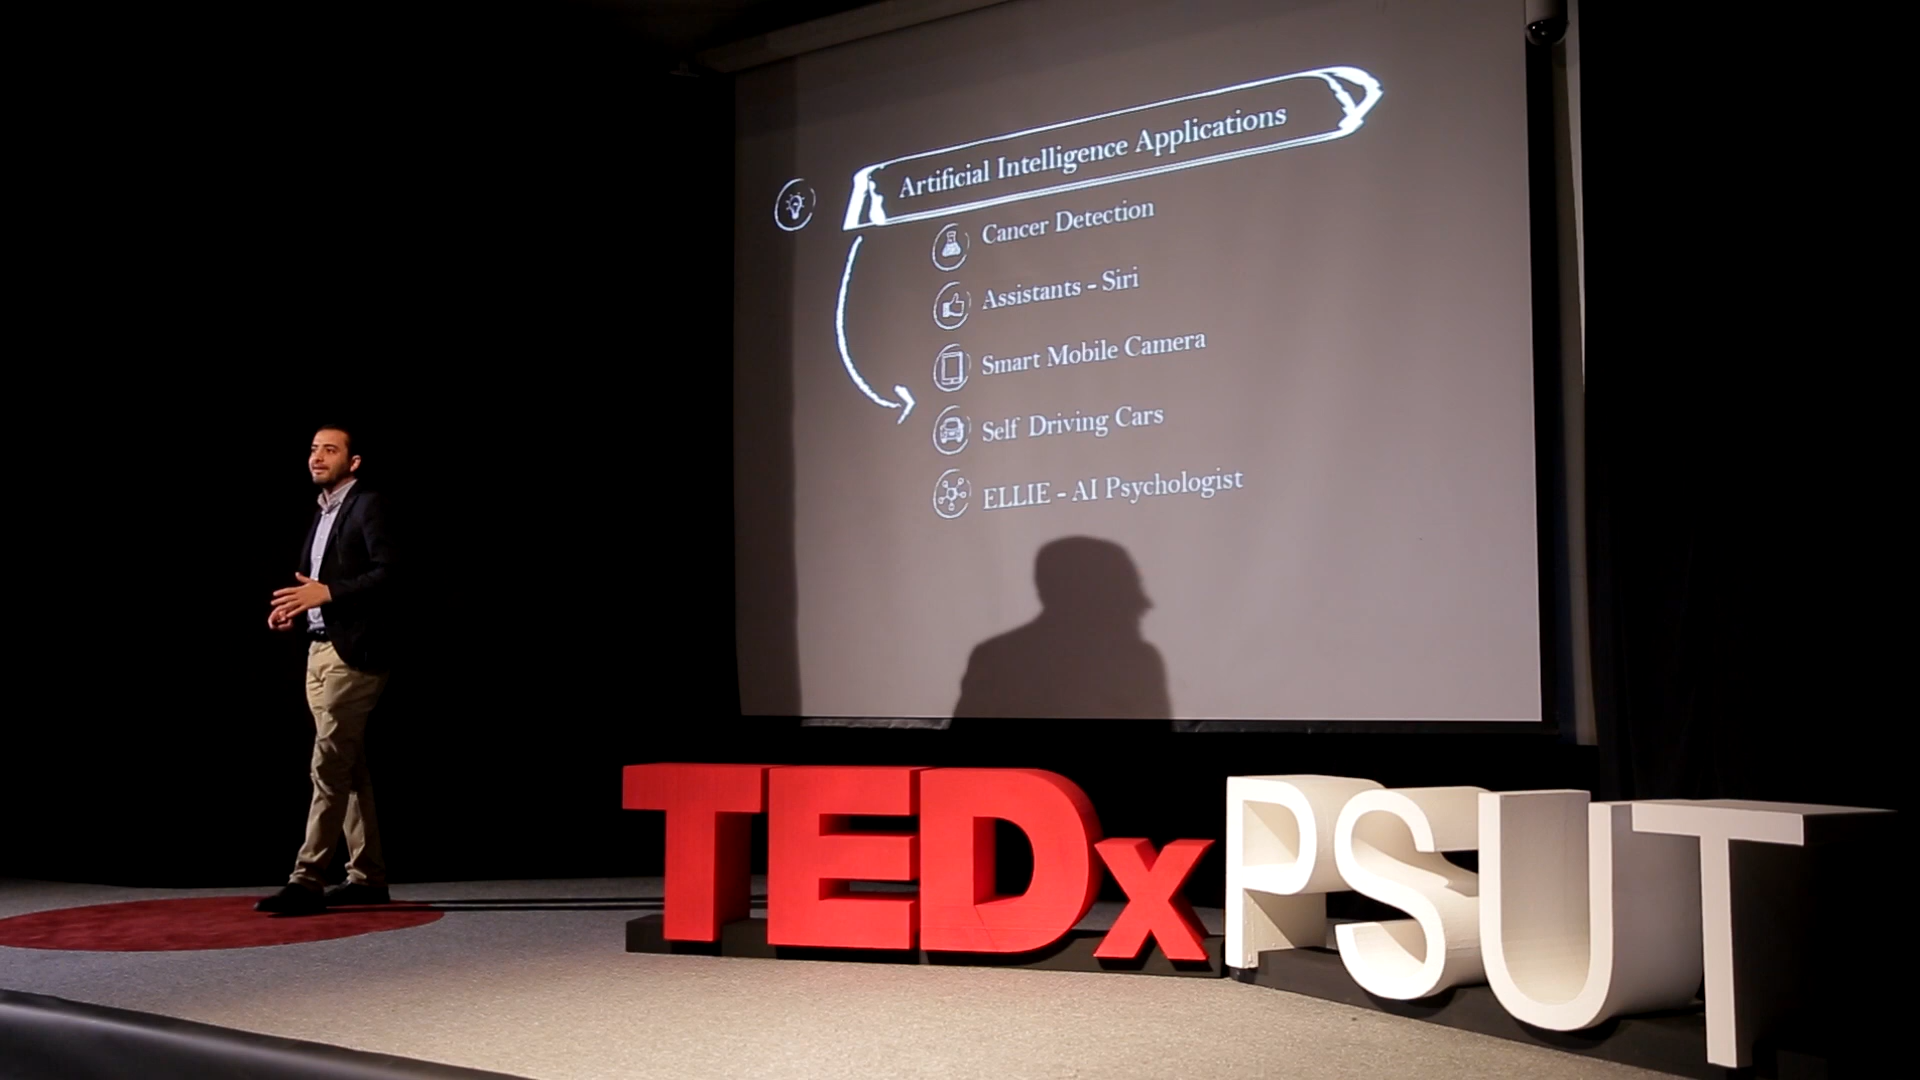 Artificial Intelligence Applications
Cancer Detection
Assistants - Siri
Smart Mobile Camera
Self Driving Cars
ELLIE - AI Psychologist
TEDxPSUT